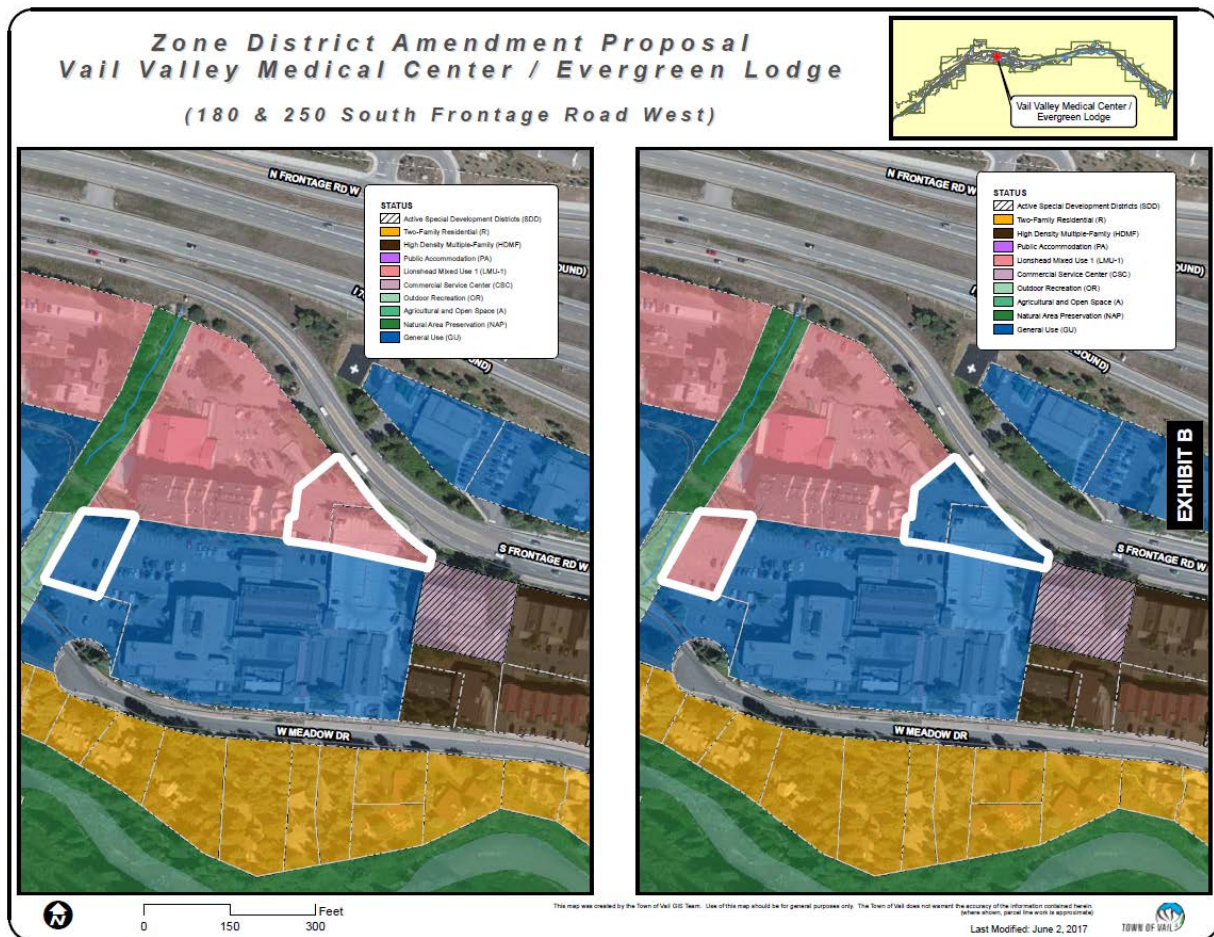 Zone District Amendment Proposal
Vail Valley Medical Center / Evergreen Lodge
(180 & 250 South Frontage Road West)
Vail Valley Medical Center /
Evergreen Lodge
N FRONTAGE RD W
STATUS
Active Special Development Districts (SDD)
Two-Family Residential (R)
High Density Multiple-Family (HDMF)
Public Accommodation (PA)
Lionshead Mixed Use 1 (LMU-1)
Commercial Service Center (CSC)
Outdoor Recreation (OR)
Agricultural and Open Space (A)
Natural Area Preservation (NAP)
General Use (GU)
S FRONTAGE RD W
W MEADOW DR
N FRONTAGE RD W
STATUS
Active Special Development Districts (SDD)
Two-Family Residential (R)
High Density Multiple-Family (HDMF)
Public Accommodation (PA)
Lionshead Mixed Use 1 (LMU-1)
Commercial Service Center (CSC)
Outdoor Recreation (OR)
Agricultural and Open Space (A)
Natural Area Preservation (NAP)
General Use (GU)
S FRONTAGE RD W
W MEADOW DR
EXHIBIT B
N
0 150 300
Feet
This map was created by the Town of Vail GIS Team. Use of this map should be for general purposes only. The Town of Vail does not warrant the accuracy of the information contained herein.
(where shown, parcel line work is approximate)
Last Modified: June 2, 2017
TOWN OF VAIL